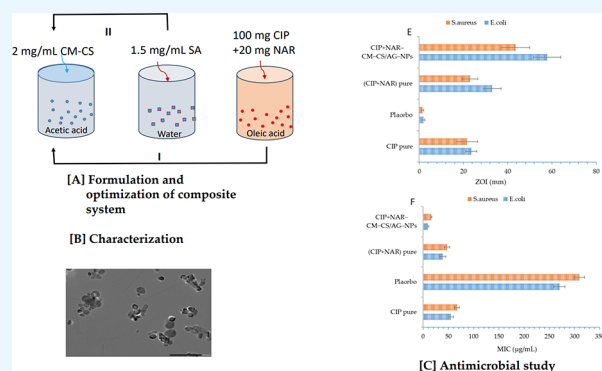 II
2 mg/mL CM-CS
1.5 mg/mL SA
100 mg CIP
+20 mg NAR
Acetic acid
Water
Oleic acid
I
[A] Formulation and
optimization of composite
system
[B] Characterization
E
S.aureus
E.coli
CIP+NAR–
CM–CS/AG–NPs
(CIP+NAR) pure
Placebo
CIP pure
0 20 40 60 80
ZOI (mm)
F
S.aureus
E.coli
CIP+NAR–
CM–CS/AG–NPs
(CIP+NAR) pure
Placebo
CIP pure
0 50 100 150 200 250 300 350
MIC (µg/mL)
[C] Antimicrobial study